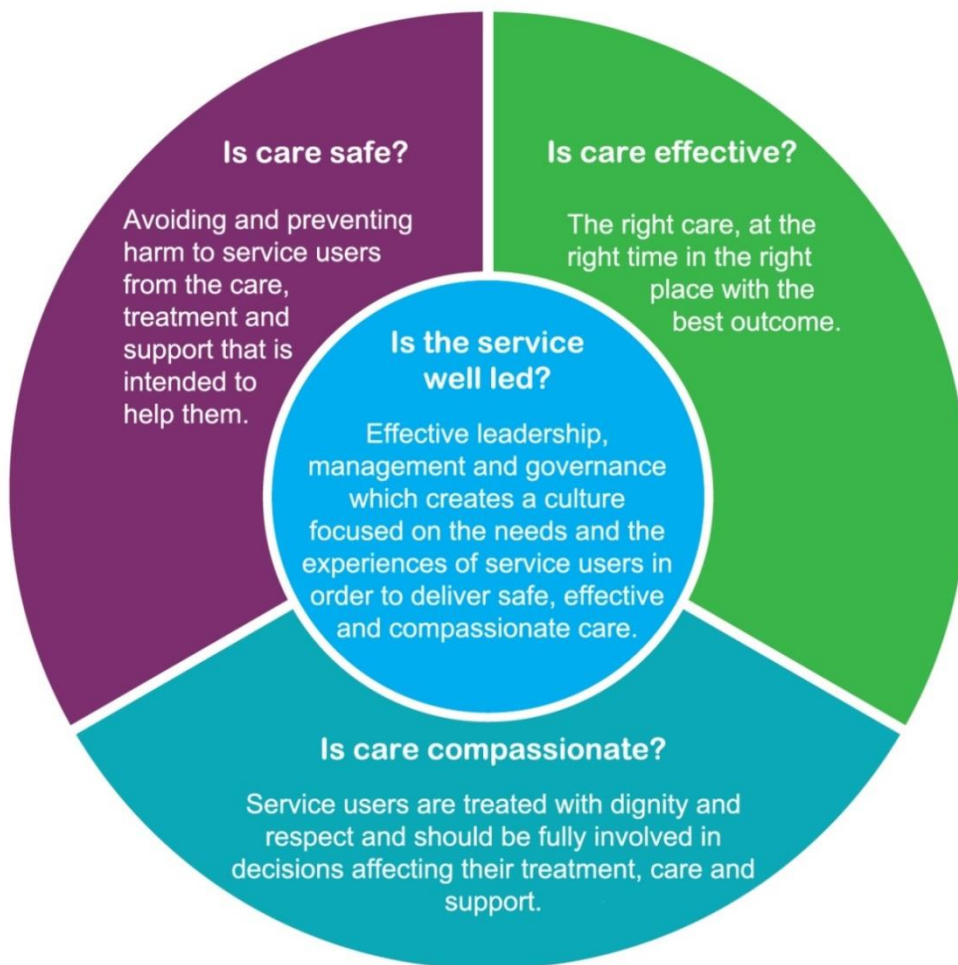 Is care safe?
Avoiding and preventing
harm to service users
from the care,
treatment and
support that is
intended to
help them.
Is care effective?
The right care, at the
right time in the right
place with the
best outcome.
Is the service
well led?
Effective leadership,
management and governance
which creates a culture
focused on the needs and the
experiences of service users in
order to deliver safe, effective
and compassionate care.
Is care compassionate?
Service users are treated with dignity and
respect and should be fully involved in
decisions affecting their treatment, care and
support.